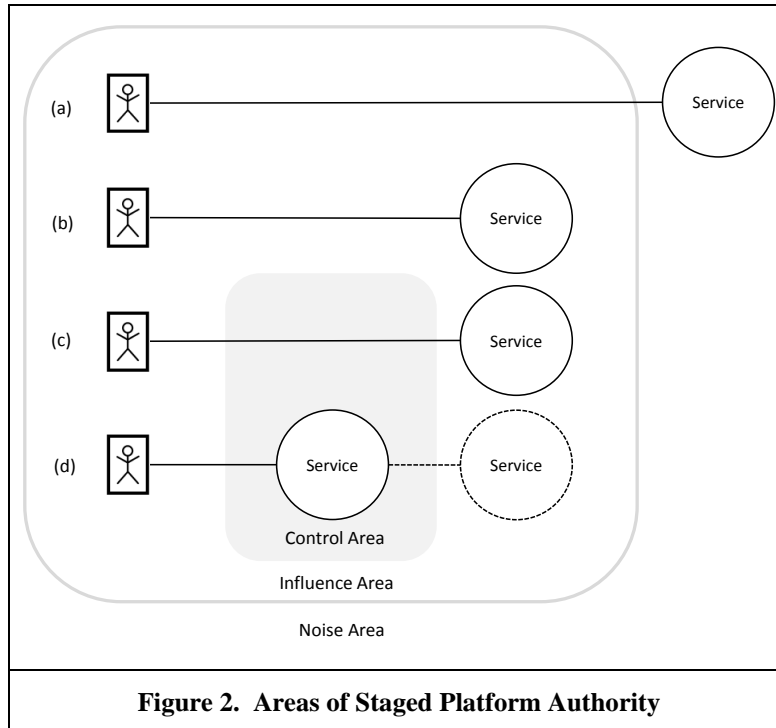 (a)
Service
(b)
Service
(c)
Service
(d)
Service
Service
Control Area
Influence Area
Noise Area
Figure 2. Areas of Staged Platform Authority